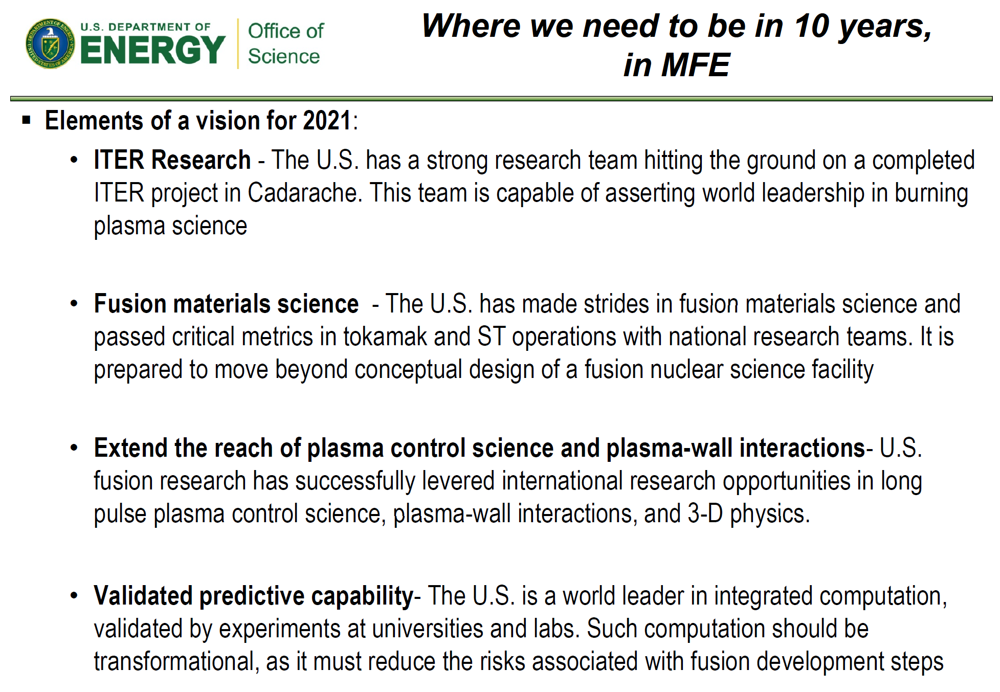 U.S. DEPARTMENT OF
ENERGY
Office of
Science
DEPARTMENT OF ENERGY
UNITED STATES OF AMERICA
Where we need to be in 10 years,
in MFE
▪ Elements of a vision for 2021:
• ITER Research - The U.S. has a strong research team hitting the ground on a completed
ITER project in Cadarache. This team is capable of asserting world leadership in burning
plasma science
• Fusion materials science - The U.S. has made strides in fusion materials science and
passed critical metrics in tokamak and ST operations with national research teams. It is
prepared to move beyond conceptual design of a fusion nuclear science facility
• Extend the reach of plasma control science and plasma-wall interactions- U.S.
fusion research has successfully levered international research opportunities in long
pulse plasma control science, plasma-wall interactions, and 3-D physics.
• Validated predictive capability- The U.S. is a world leader in integrated computation,
validated by experiments at universities and labs. Such computation should be
transformational, as it must reduce the risks associated with fusion development steps